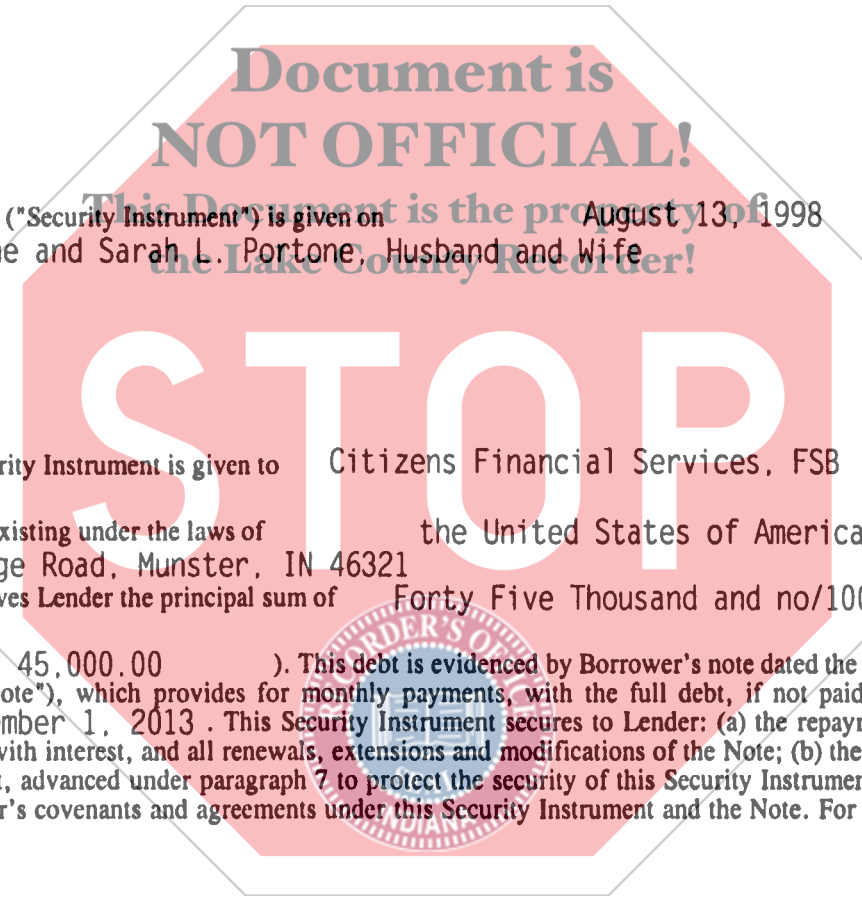 Document is
NOT OFFICIAL!
This Document is the property of
the Lake County Recorder!
("Security Instrument") is given on August 13, 1998
e and Sarah L. Portone, Husband and Wife
STOP
rity Instrument is given to Citizens Financial Services, FSB
xisting under the laws of the United States of America
ge Road, Munster, IN 46321
ves Lender the principal sum of Forty Five Thousand and no/100
45,000.00 ). This debt is evidenced by Borrower's note dated the
ote"), which provides for monthly payments, with the full debt, if not paid
mber 1, 2013 . This Security Instrument secures to Lender: (a) the repaym
with interest, and all renewals, extensions and modifications of the Note; (b) the
, advanced under paragraph 7 to protect the security of this Security Instrumen
r's covenants and agreements under this Security Instrument and the Note. For
RECORDER'S OFFICE
SEAL
INDIANA